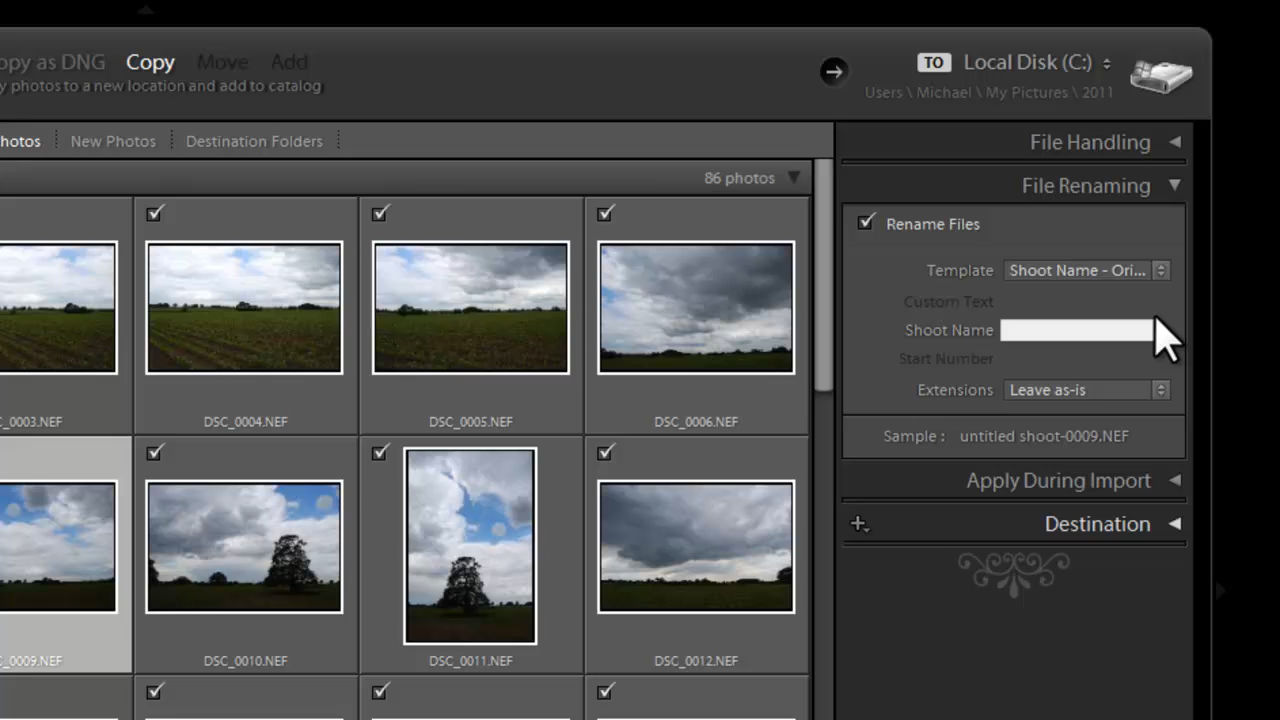 opy as DNG Copy Move Add
y photos to a new location and add to catalog
TO Local Disk (C:)
Users \ Michael \ My Pictures \ 2011
hotos New Photos Destination Folders
86 photos
File Handling
File Renaming
Rename Files
Template Shoot Name - Ori...
Custom Text
Shoot Name
Start Number
Extensions Leave as-is
Sample : untitled shoot-0009.NEF
Apply During Import
Destination
C_0003.NEF DSC_0004.NEF DSC_0005.NEF DSC_0006.NEF
C_0009.NEF DSC_0010.NEF DSC_0011.NEF DSC_0012.NEF